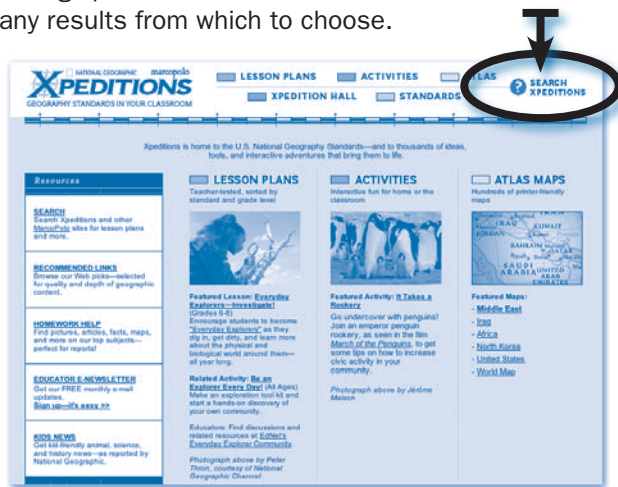 any results from which to choose.
NATIONAL GEOGRAPHIC marcopolo
XPEDITIONS
GEOGRAPHY STANDARDS IN YOUR CLASSROOM
LESSON PLANS ACTIVITIES ATLAS
XPEDITION HALL STANDARDS
SEARCH
XPEDITIONS
Xpeditions is home to the U.S. National Geography Standards—and to thousands of ideas,
tools, and interactive adventures that bring them to life.
Resources
SEARCH
Search Xpeditions and other
MarcoPolo sites for lesson plans
and more.
RECOMMENDED LINKS
Browse our Web picks—selected
for quality and depth of geographic
content.
HOMEWORK HELP
Find pictures, articles, facts, maps,
and more on our top subjects—
perfect for reports!
EDUCATOR E-NEWSLETTER
Get our FREE monthly e-mail
updates.
Sign up—it's easy >>
KIDS NEWS
Get kid-friendly animal, science,
and history news—as reported by
National Geographic.
LESSON PLANS
Teacher-tested, sorted by
standard and grade level
Featured Lesson: Everyday
Explorers—Investigate!
(Grades 6-8)
Encourage students to become
"Everyday Explorers" as they
dig in, get dirty, and learn more
about the physical and
biological world around them—
all year long.
Related Activity: Be an
Explorer Every Day! (All Ages)
Make an exploration tool kit and
start a hands-on discovery of
your own community.
Educators: Find discussions and
related resources at EdNet's
Everyday Explorer Community
Photograph above by Peter
Thron, courtesy of National
Geographic Channel
ACTIVITIES
Interactive fun for home or the
classroom
Featured Activity: It Takes a
Rookery
Go undercover with penguins!
Join an emperor penguin
rookery, as seen in the film
March of the Penguins, to get
some tips on how to increase
civic activity in your
community.
Photograph above by Jérôme
Maison
ATLAS MAPS
Hundreds of printer-friendly
maps
IRAQ
JORDAN
KUWAIT
BAHRAIN
QATAR
SAUDI
ARABIA
UNITED
ARAB
EMIRATES
Featured Maps:
- Middle East
- Iraq
- Africa
- North Korea
- United States
- World Map